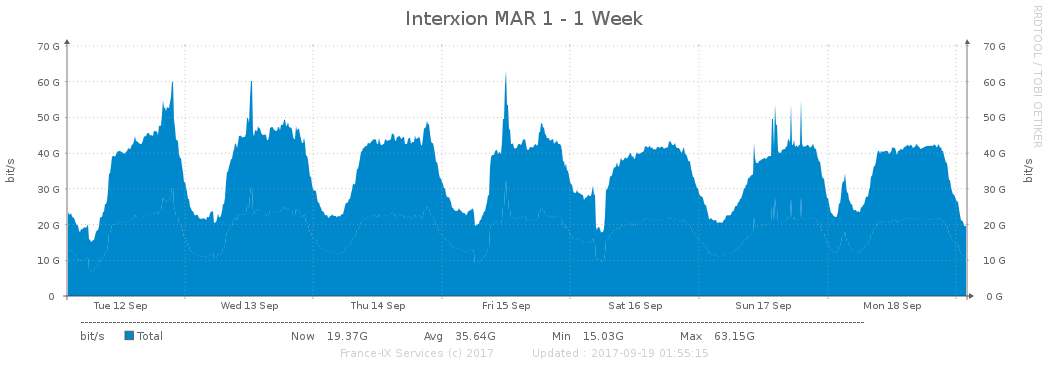 Interxion MAR 1 - 1 Week
RRDTOOL / TOBI OETIKER
bit/s
70 G 70 G
60 G 60 G
50 G 50 G
40 G 40 G
30 G 30 G
20 G 20 G
10 G 10 G
0 0 G
bit/s
Tue 12 Sep Wed 13 Sep Thu 14 Sep Fri 15 Sep Sat 16 Sep Sun 17 Sep Mon 18 Sep
bit/s Total Now 19.37G Avg 35.64G Min 15.03G Max 63.15G
France-IX Services (c) 2017 Updated : 2017-09-19 01:55:15